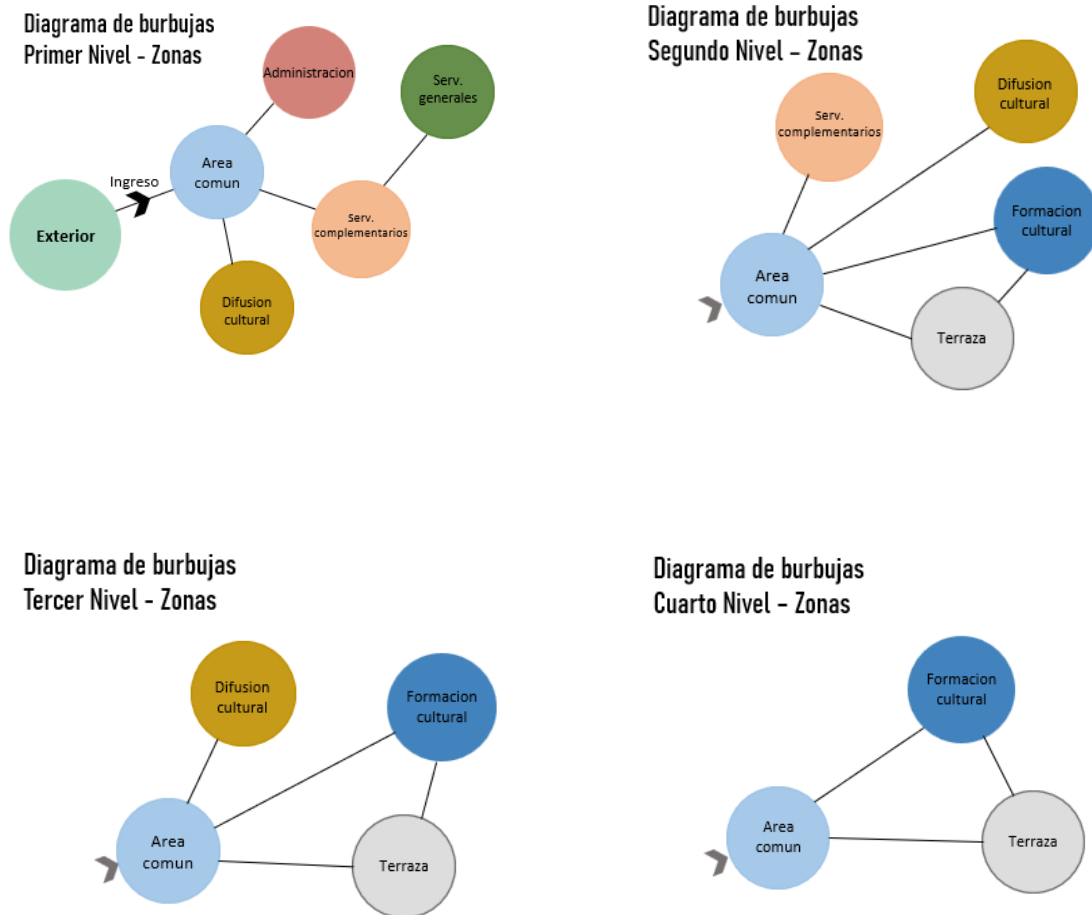 Diagrama de burbujas
Primer Nivel - Zonas
Administracion
Serv.
generales
Area
comun
Ingreso
Exterior
Serv.
complementarios
Difusion
cultural
Diagrama de burbujas
Segundo Nivel - Zonas
Serv.
complementarios
Difusion
cultural
Formacion
cultural
Area
comun
Terraza
Diagrama de burbujas
Tercer Nivel - Zonas
Difusion
cultural
Formacion
cultural
Area
comun
Terraza
Diagrama de burbujas
Cuarto Nivel - Zonas
Formacion
cultural
Area
comun
Terraza